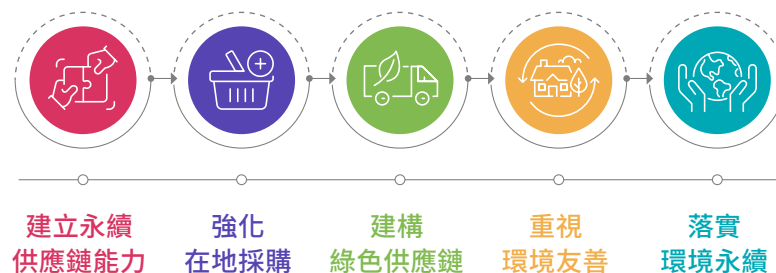 建立永續
供應鏈能力
強化
在地採購
建構
綠色供應鏈
重視
環境友善
落實
環境永續